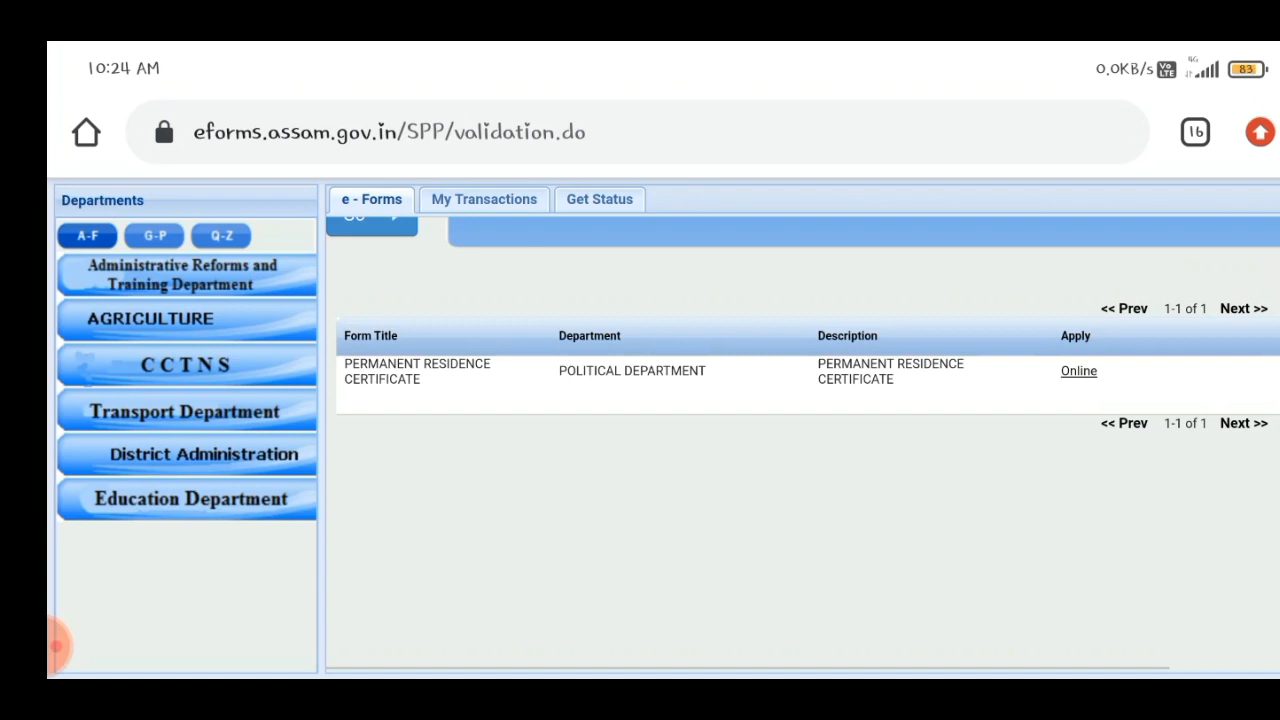 10:24 AM
0.0KB/s Vo LTE 4G 83
eforms.assam.gov.in/SPP/validation.do
16
Departments
e - Forms My Transactions Get Status
A-F G-P Q-Z
Administrative Reforms and
Training Department
AGRICULTURE
C C T N S
Transport Department
District Administration
Education Department
<< Prev 1-1 of 1 Next >>
Form Title Department Description Apply
PERMANENT RESIDENCE
CERTIFICATE
POLITICAL DEPARTMENT
PERMANENT RESIDENCE
CERTIFICATE
Online
<< Prev 1-1 of 1 Next >>